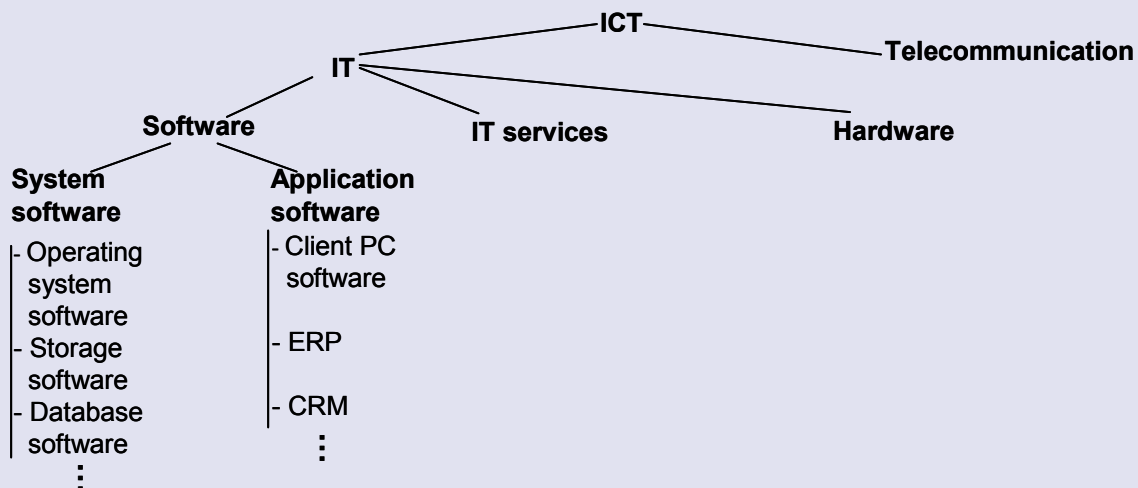 ICT
Telecommunication
IT
Software
IT services
Hardware
System
software
- Operating
system
software
- Storage
software
- Database
software
Application
software
- Client PC
software
- ERP
- CRM